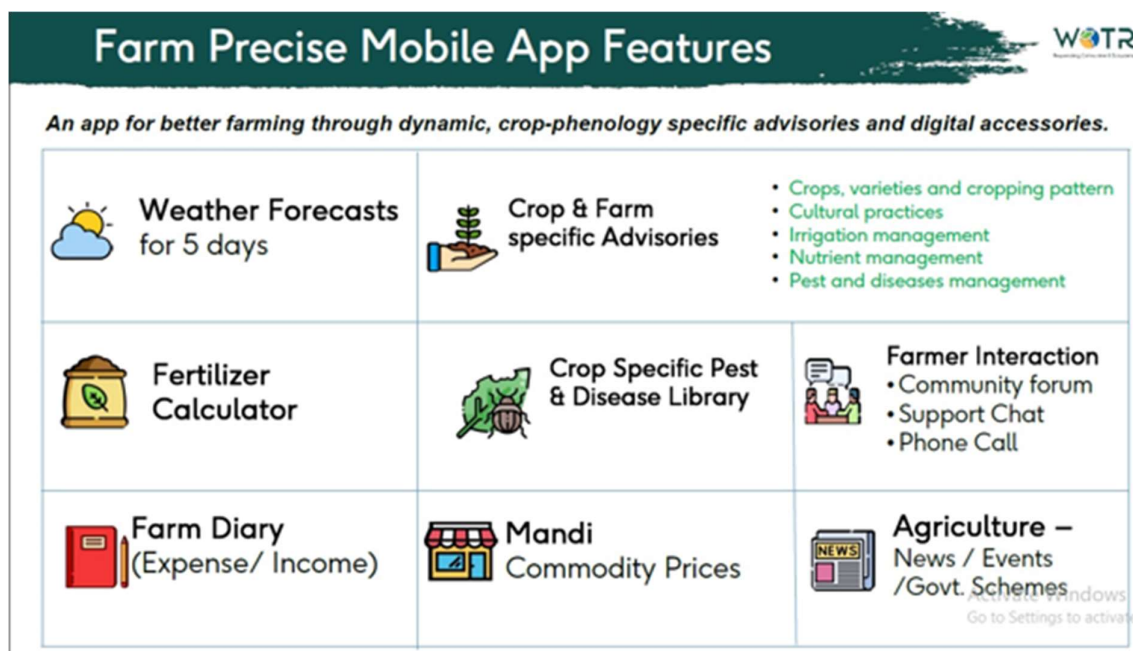 Farm Precise Mobile App Features
WOTR
An app for better farming through dynamic, crop-phenology specific advisories and digital accessories.
Weather Forecasts
for 5 days
Crop & Farm
specific Advisories
• Crops, varieties and cropping pattern
• Cultural practices
• Irrigation management
• Nutrient management
• Pest and diseases management
Fertilizer
Calculator
Crop Specific Pest
& Disease Library
Farmer Interaction
• Community forum
• Support Chat
• Phone Call
Farm Diary
(Expense/ Income)
Mandi
Commodity Prices
NEWS
Agriculture –
News / Events
/Govt. Schemes
Activate Windows
Go to Settings to activate